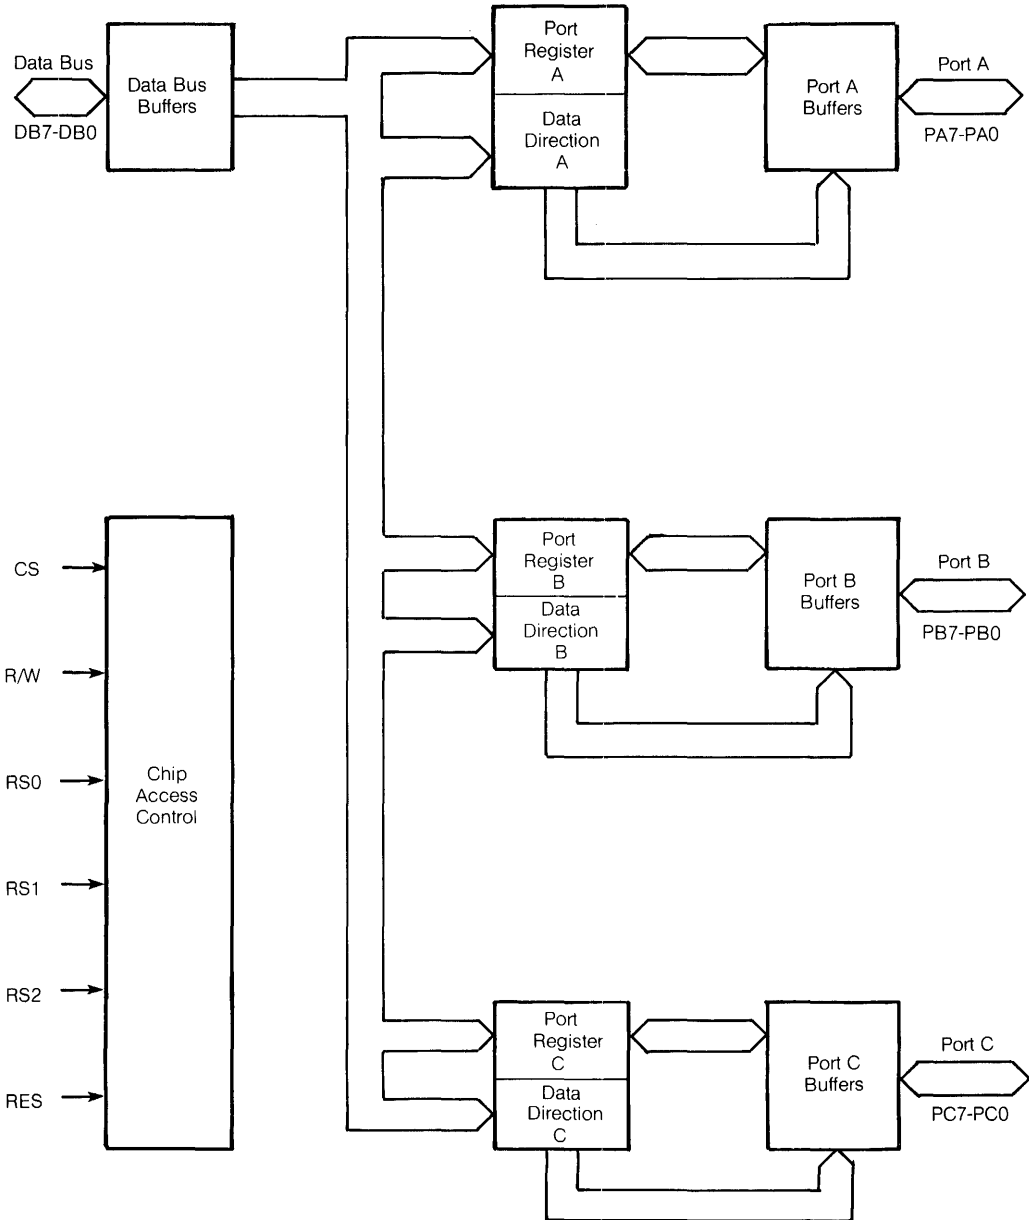 Data Bus
DB7-DB0
Data Bus
Buffers
Port
Register
A
Data
Direction
A
Port A
Buffers
Port A
PA7-PA0
CS
R/W
RS0
RS1
RS2
RES
Chip
Access
Control
Port
Register
B
Data
Direction
B
Port B
Buffers
Port B
PB7-PB0
Port
Register
C
Data
Direction
C
Port C
Buffers
Port C
PC7-PC0